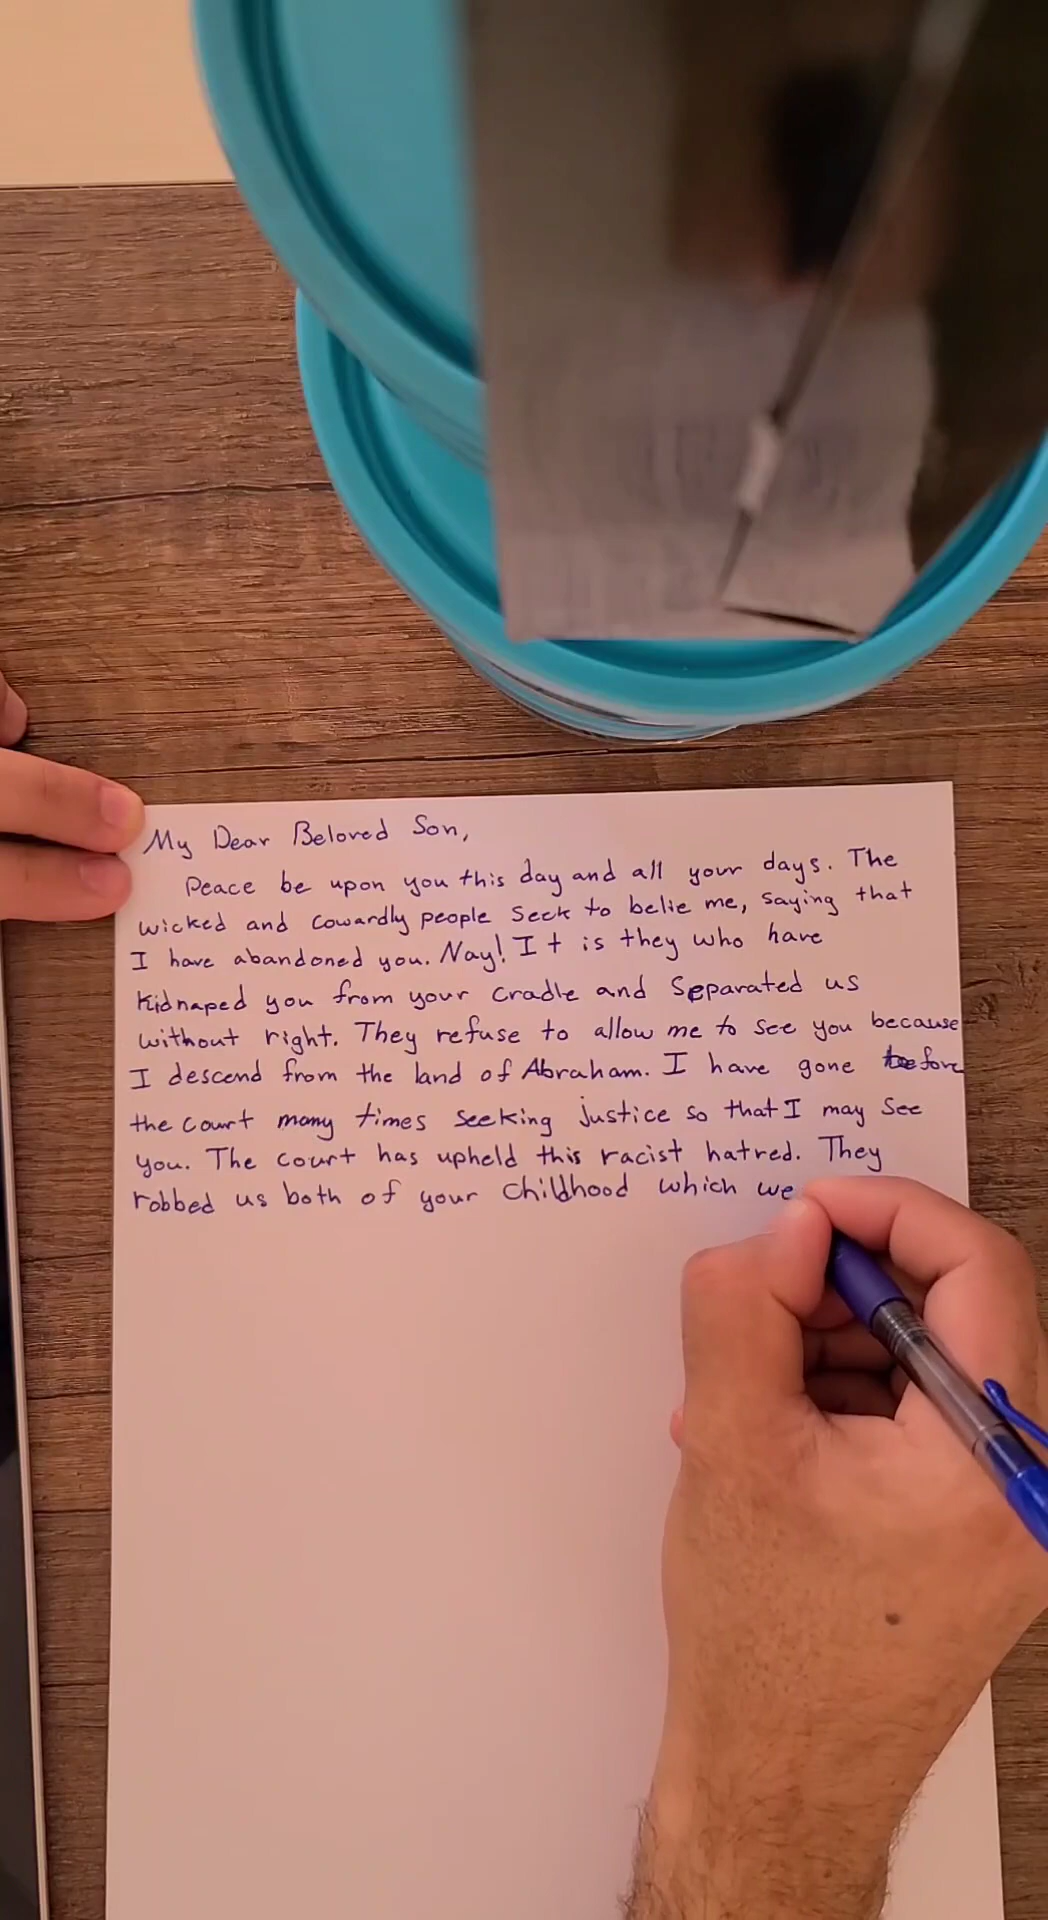 My Dear Beloved Son,
Peace be upon you this day and all your days. The
wicked and cowardly people seek to belie me, saying that
I have abandoned you. Nay! It is they who have
kidnaped you from your cradle and separated us
without right. They refuse to allow me to see you because
I descend from the land of Abraham. I have gone before
the court many times seeking justice so that I may see
you. The court has upheld this racist hatred. They
robbed us both of your childhood which we